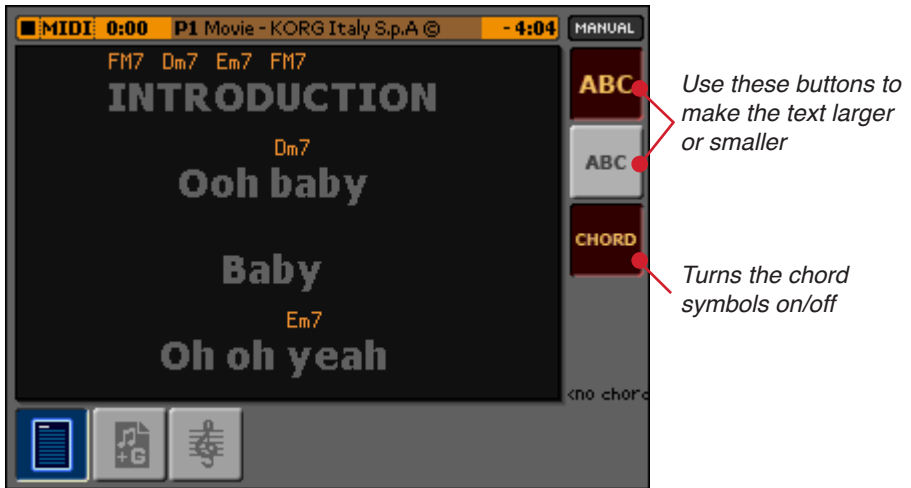 MIDI 0:00 P1 Movie - KORG Italy S.p.A © - 4:04 MANUAL
FM7 Dm7 Em7 FM7
INTRODUCTION
Dm7
Ooh baby
Baby
Em7
Oh oh yeah
ABC
ABC
CHORD
<no chord
+G
Use these buttons to
make the text larger
or smaller
Turns the chord
symbols on/off